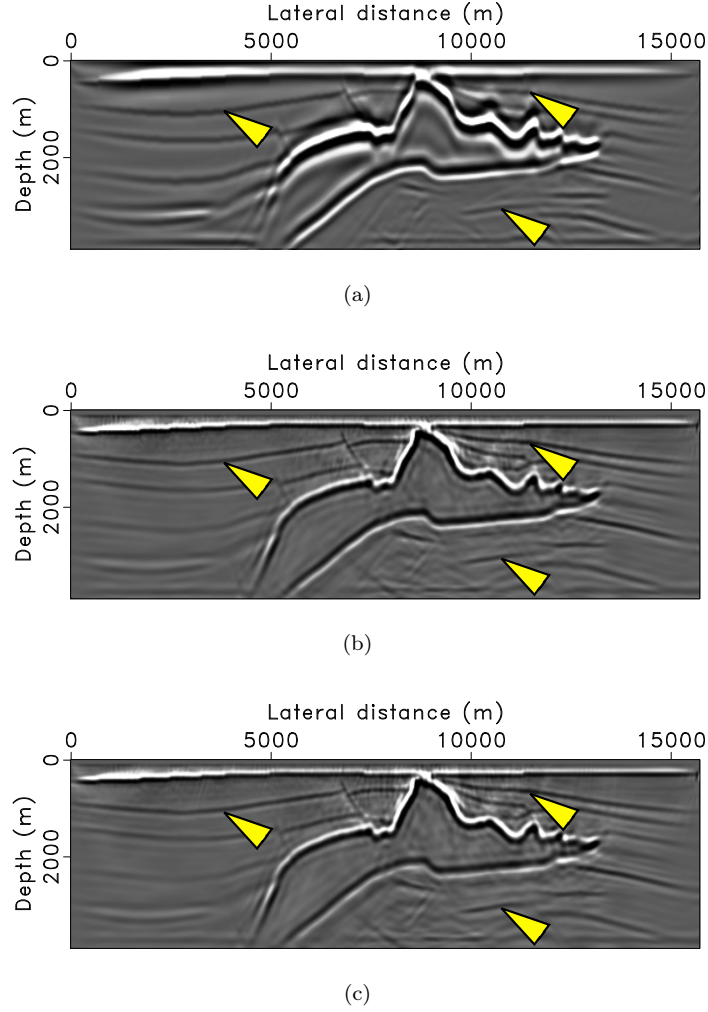 Lateral distance (m)
0 5000 10000 15000
0
2000
Depth (m)
(a)
Lateral distance (m)
0 5000 10000 15000
0
2000
Depth (m)
(b)
Lateral distance (m)
0 5000 10000 15000
0
2000
Depth (m)
(c)